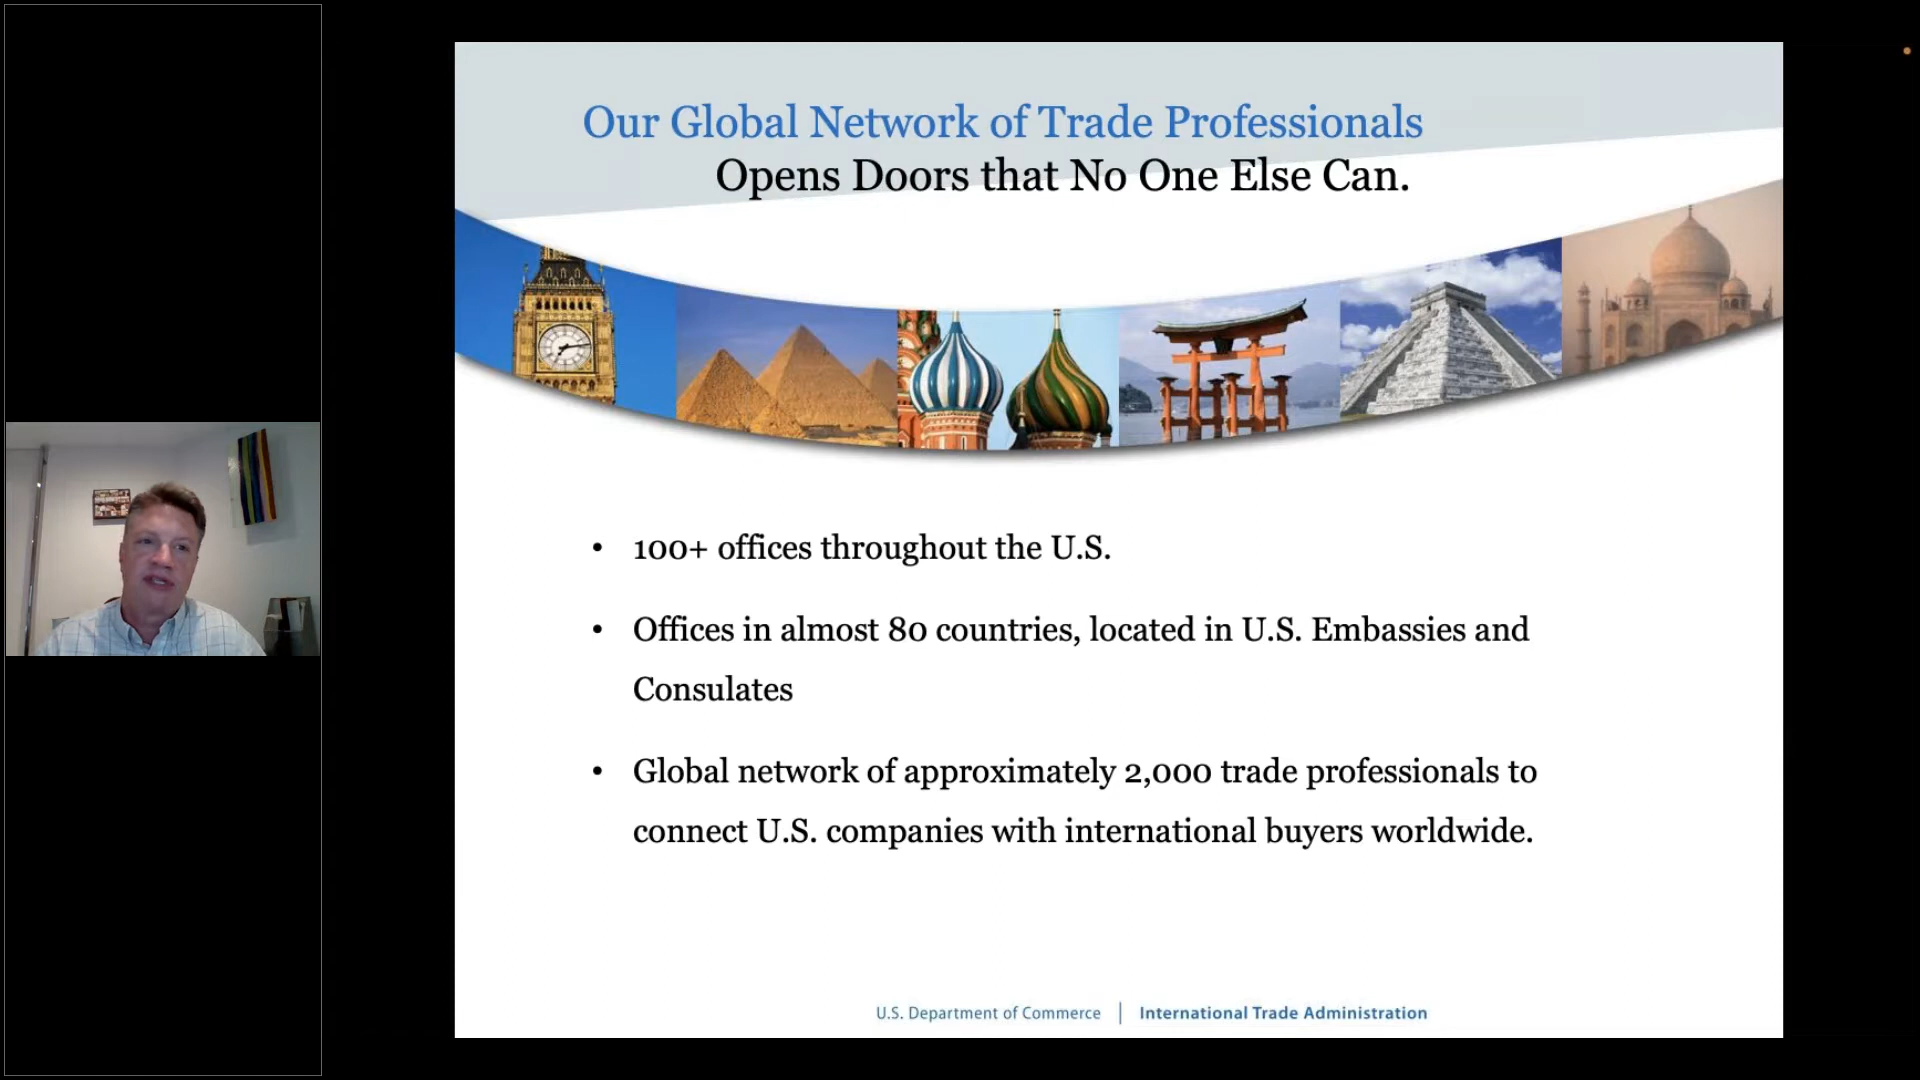 Our Global Network of Trade Professionals
Opens Doors that No One Else Can.
• 100+ offices throughout the U.S.
• Offices in almost 80 countries, located in U.S. Embassies and
Consulates
• Global network of approximately 2,000 trade professionals to
connect U.S. companies with international buyers worldwide.
U.S. Department of Commerce | International Trade Administration